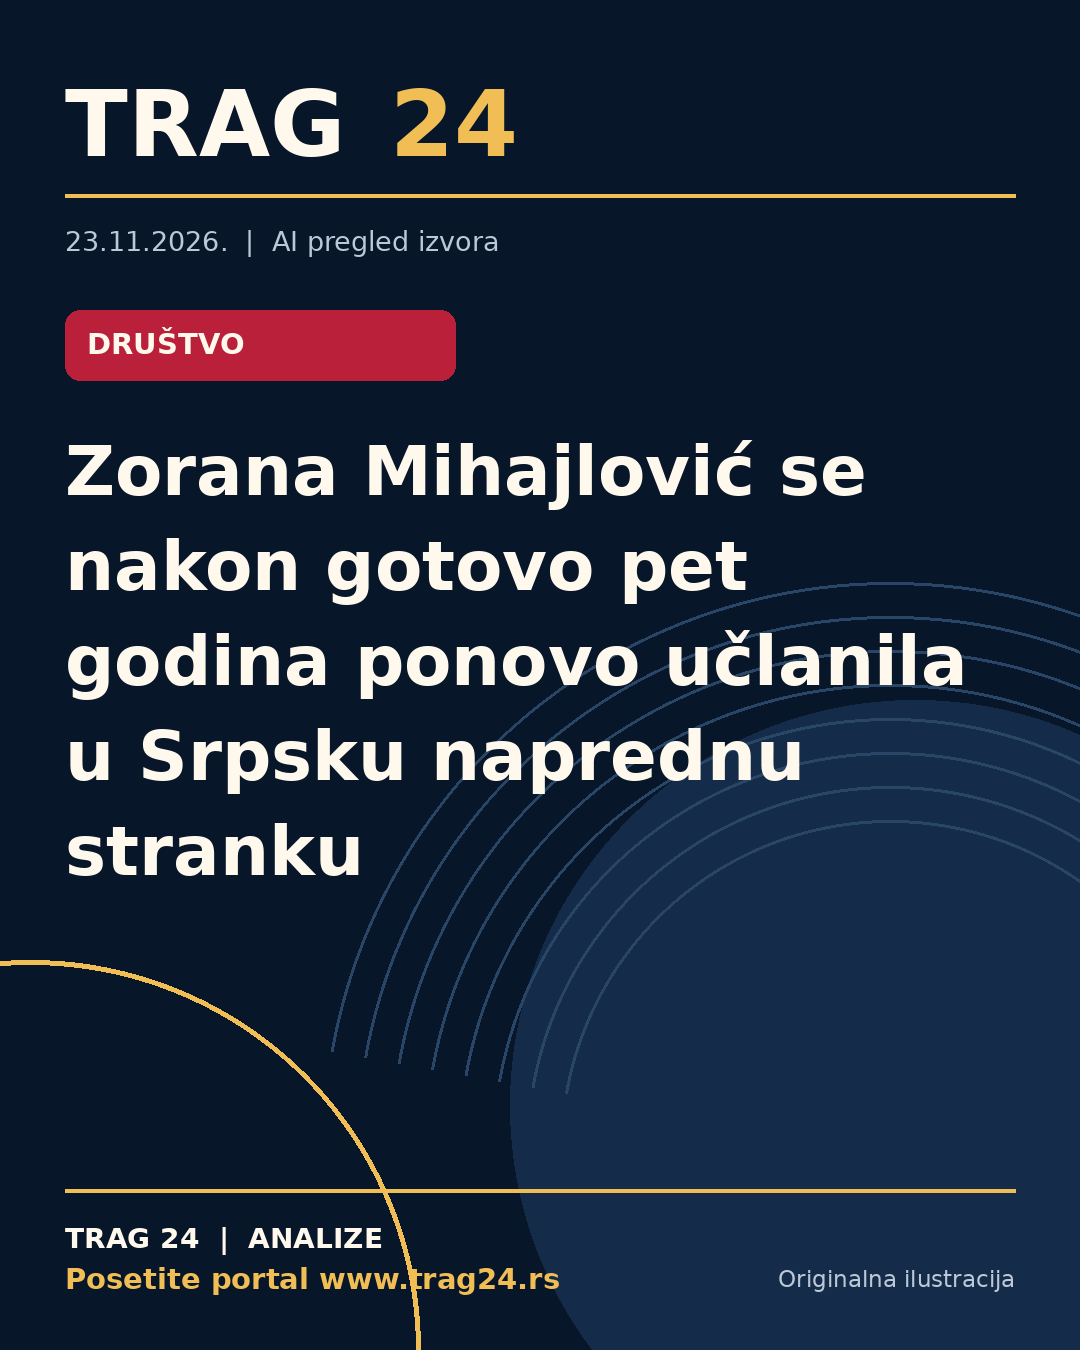 TRAG 24
23.11.2026. | AI pregled izvora
DRUŠTVO
Zorana Mihajlović se
nakon gotovo pet
godina ponovo učlanila
u Srpsku naprednu
stranku
TRAG 24 | ANALIZE
Posetite portal www.trag24.rs
Originalna ilustracija